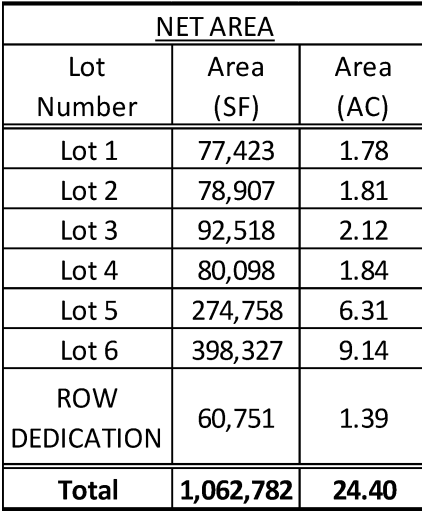 NET AREA
Lot Number Area (SF) Area (AC)
Lot 1 77,423 1.78
Lot 2 78,907 1.81
Lot 3 92,518 2.12
Lot 4 80,098 1.84
Lot 5 274,758 6.31
Lot 6 398,327 9.14
ROW DEDICATION 60,751 1.39
Total 1,062,782 24.40